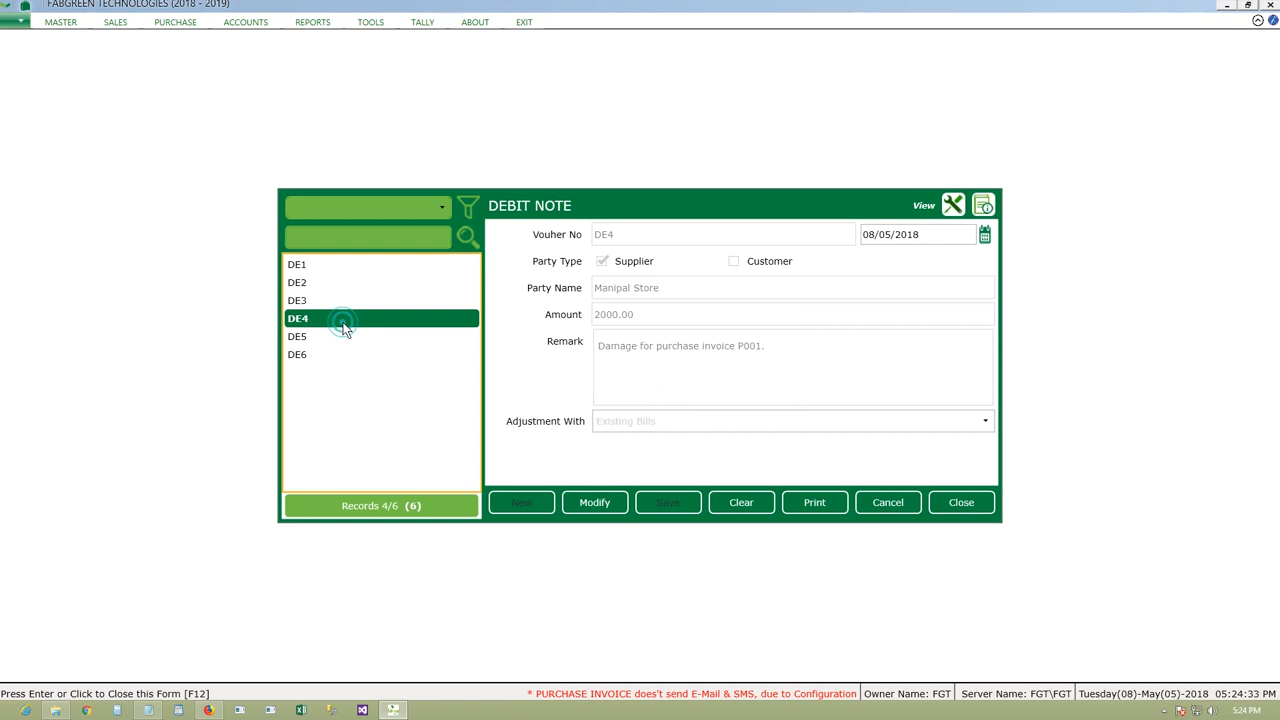 FABGREEN TECHNOLOGIES (2018 - 2019)
MASTER SALES PURCHASE ACCOUNTS REPORTS TOOLS TALLY ABOUT EXIT
DEBIT NOTE View
Vouher No DE4 08/05/2018
Party Type Supplier Customer
Party Name Manipal Store
Amount 2000.00
Remark Damage for purchase invoice P001.
Adjustment With Existing Bills
DE1
DE2
DE3
DE4
DE5
DE6
Records 4/6 (6)
New Modify Save Clear Print Cancel Close
Press Enter or Click to Close this Form [F12] * PURCHASE INVOICE does't send E-Mail & SMS, due to Configuration Owner Name: FGT Server Name: FGT\FGT Tuesday(08)-May(05)-2018 05:24:33 PM
5:24 PM